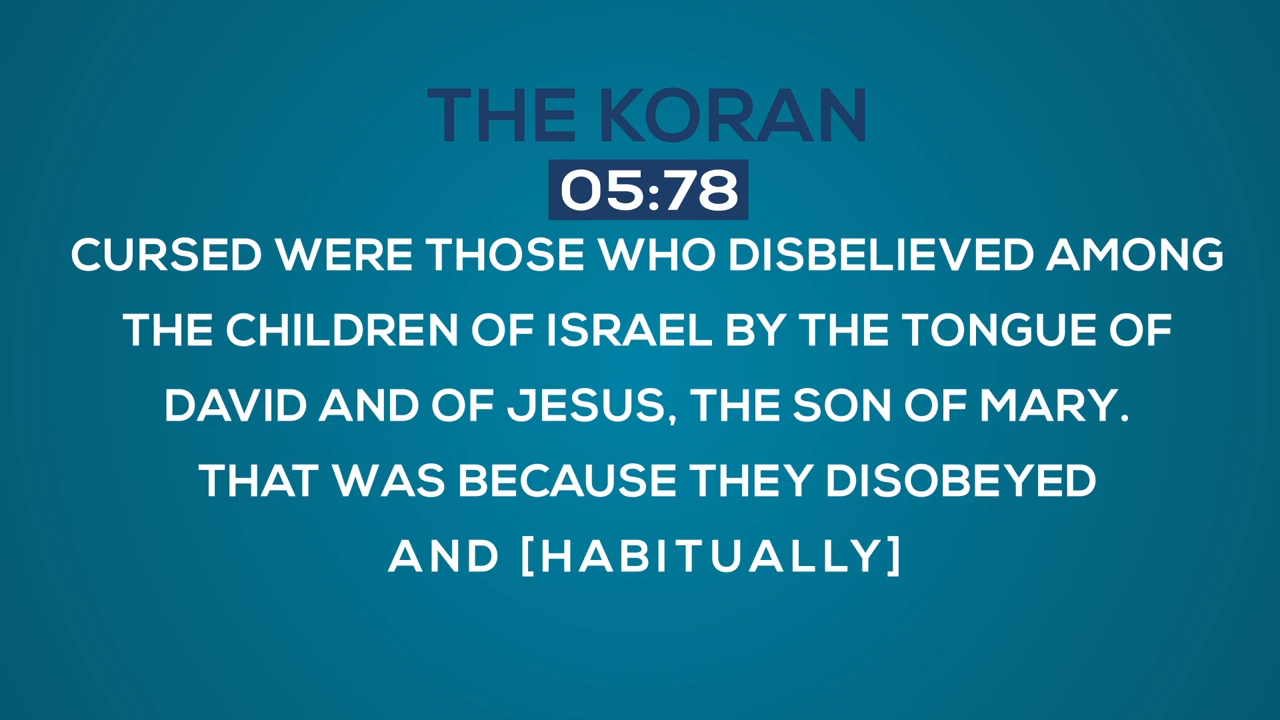 THE KORAN
05:78
CURSED WERE THOSE WHO DISBELIEVED AMONG
THE CHILDREN OF ISRAEL BY THE TONGUE OF
DAVID AND OF JESUS, THE SON OF MARY.
THAT WAS BECAUSE THEY DISOBEYED
AND [HABITUALLY]